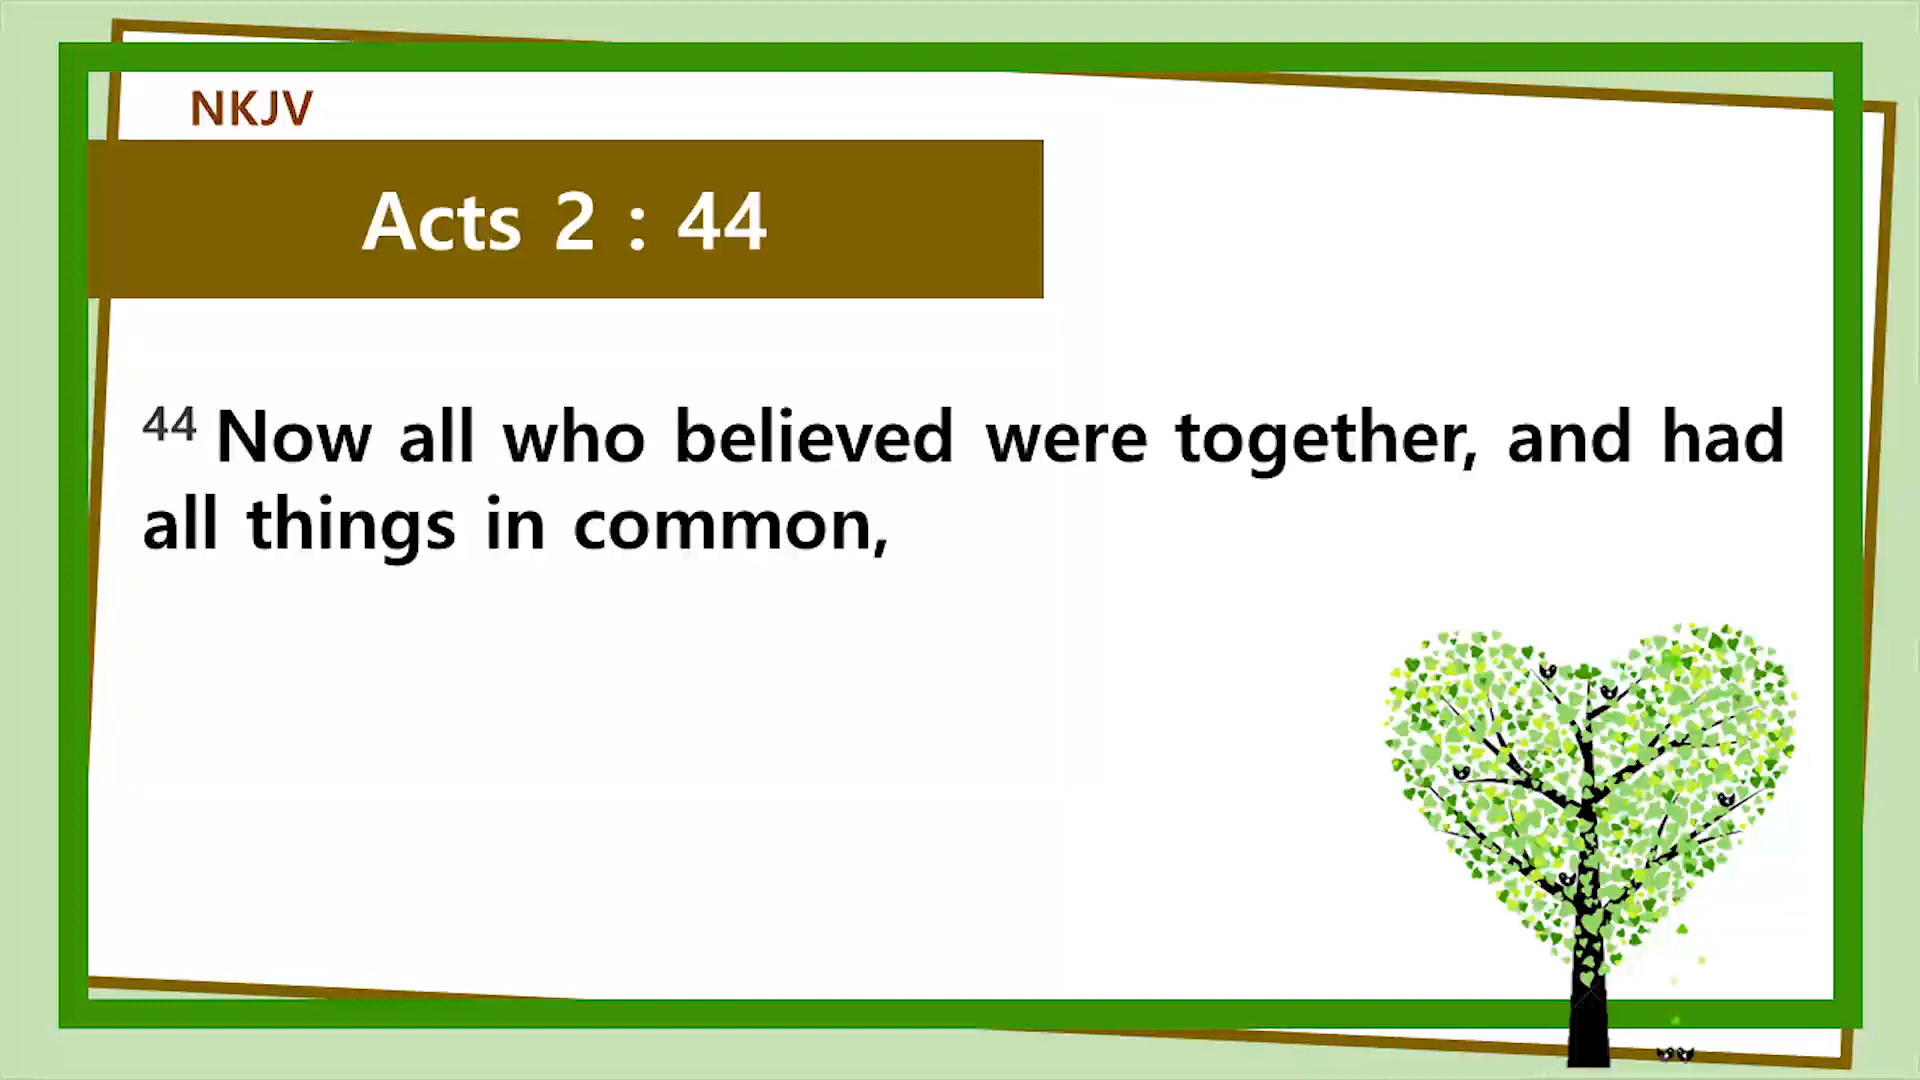 NKJV
Acts 2 : 44
44 Now all who believed were together, and had
all things in common,